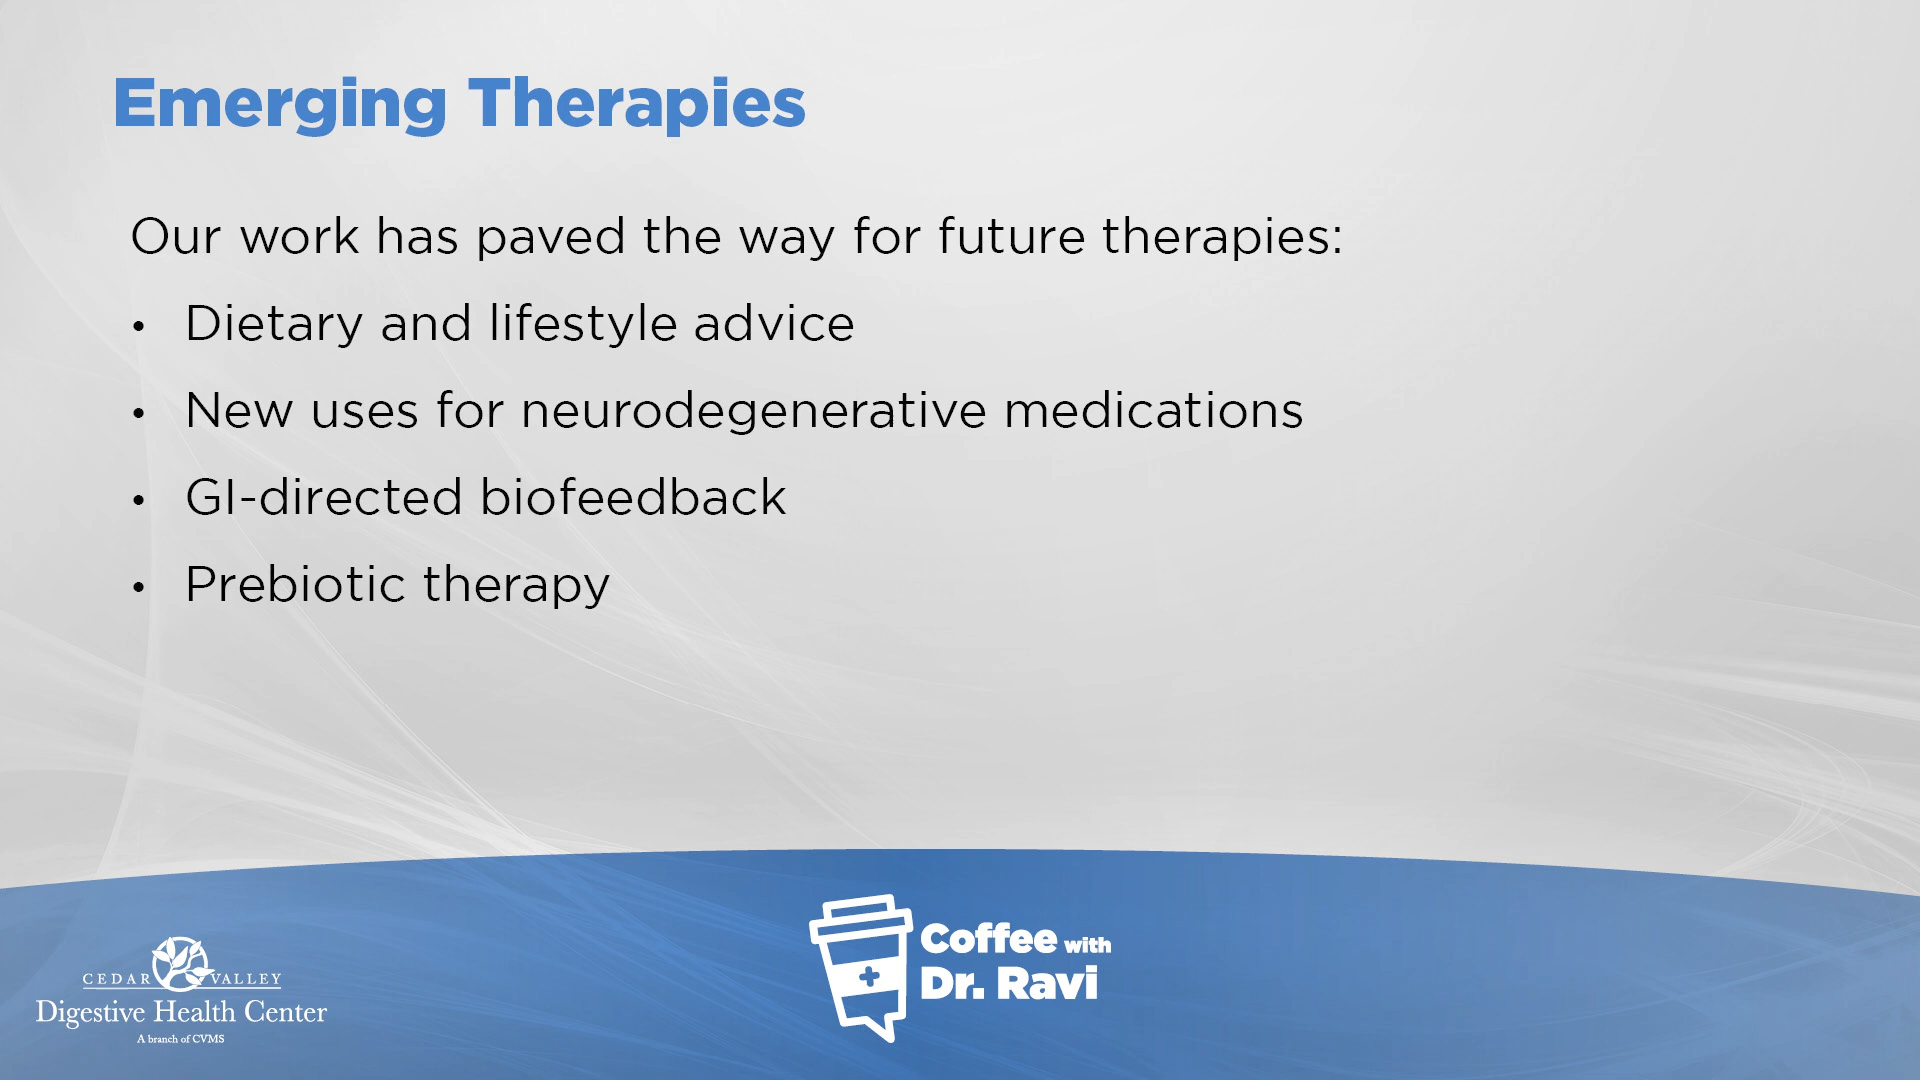 Emerging Therapies
Our work has paved the way for future therapies:
• Dietary and lifestyle advice
• New uses for neurodegenerative medications
• GI-directed biofeedback
• Prebiotic therapy
CEDAR VALLEY
Digestive Health Center
A branch of CVMS
Coffee with
Dr. Ravi